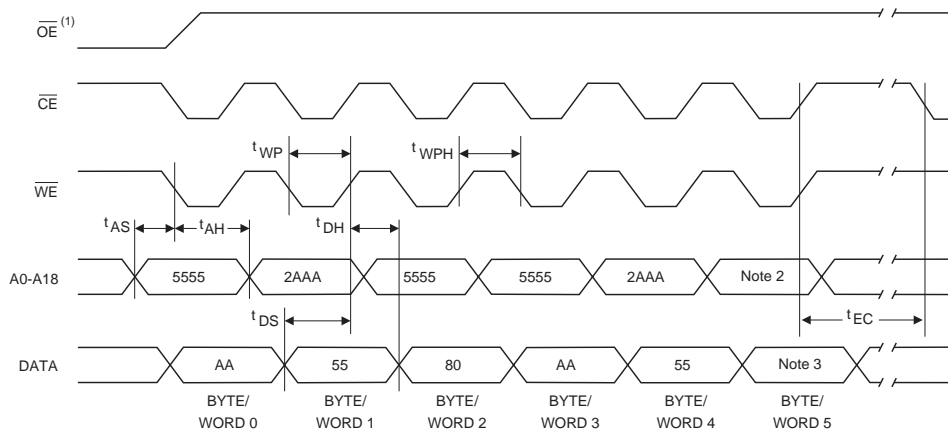 OE (1)
CE
t WP
t WPH
WE
t AS
t AH
t DH
A0-A18
5555
2AAA
5555
5555
2AAA
Note 2
t DS
t EC
DATA
AA
55
80
AA
55
Note 3
BYTE/
WORD 0
BYTE/
WORD 1
BYTE/
WORD 2
BYTE/
WORD 3
BYTE/
WORD 4
BYTE/
WORD 5